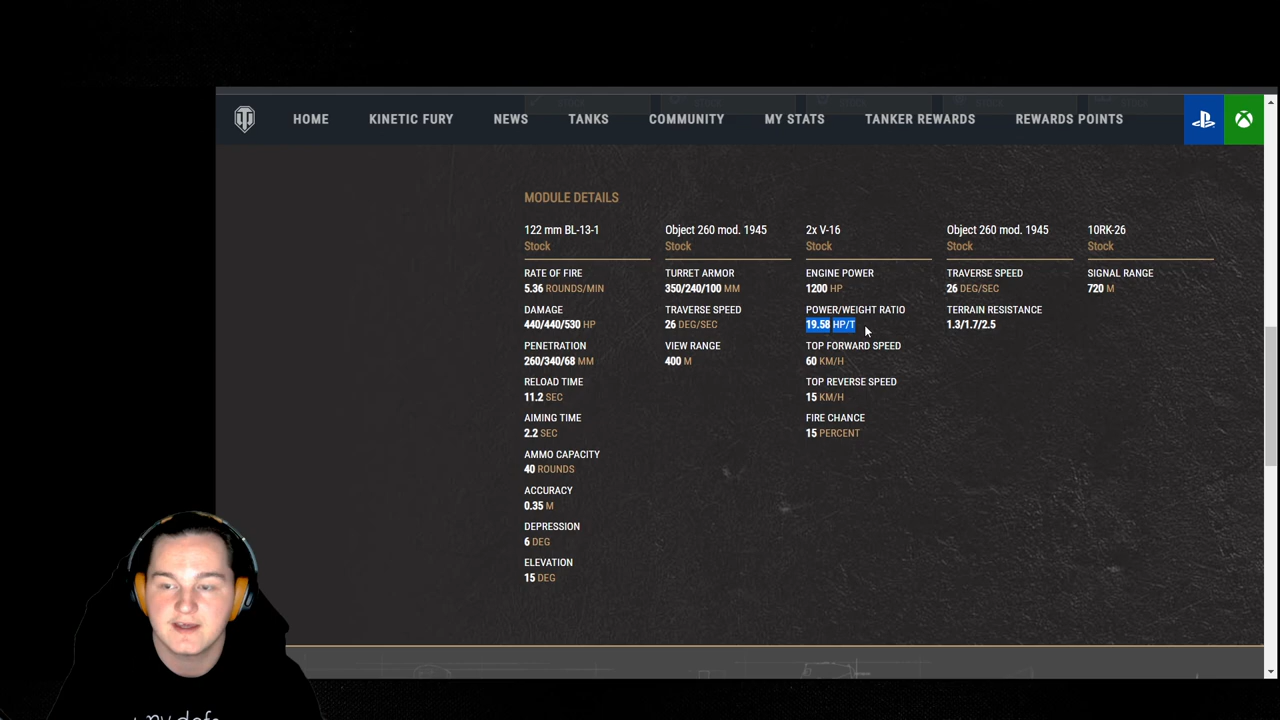 HOME KINETIC FURY NEWS TANKS COMMUNITY MY STATS TANKER REWARDS REWARDS POINTS
MODULE DETAILS
122 mm BL-13-1
Stock
RATE OF FIRE
5.36 ROUNDS/MIN
DAMAGE
440/440/530 HP
PENETRATION
260/340/68 MM
RELOAD TIME
11.2 SEC
AIMING TIME
2.2 SEC
AMMO CAPACITY
40 ROUNDS
ACCURACY
0.35 M
DEPRESSION
6 DEG
ELEVATION
15 DEG
Object 260 mod. 1945
Stock
TURRET ARMOR
350/240/100 MM
TRAVERSE SPEED
26 DEG/SEC
VIEW RANGE
400 M
2x V-16
Stock
ENGINE POWER
1200 HP
POWER/WEIGHT RATIO
19.58 HP/T
TOP FORWARD SPEED
60 KM/H
TOP REVERSE SPEED
15 KM/H
FIRE CHANCE
15 PERCENT
Object 260 mod. 1945
Stock
TRAVERSE SPEED
26 DEG/SEC
TERRAIN RESISTANCE
1.3/1.7/2.5
10RK-26
Stock
SIGNAL RANGE
720 M